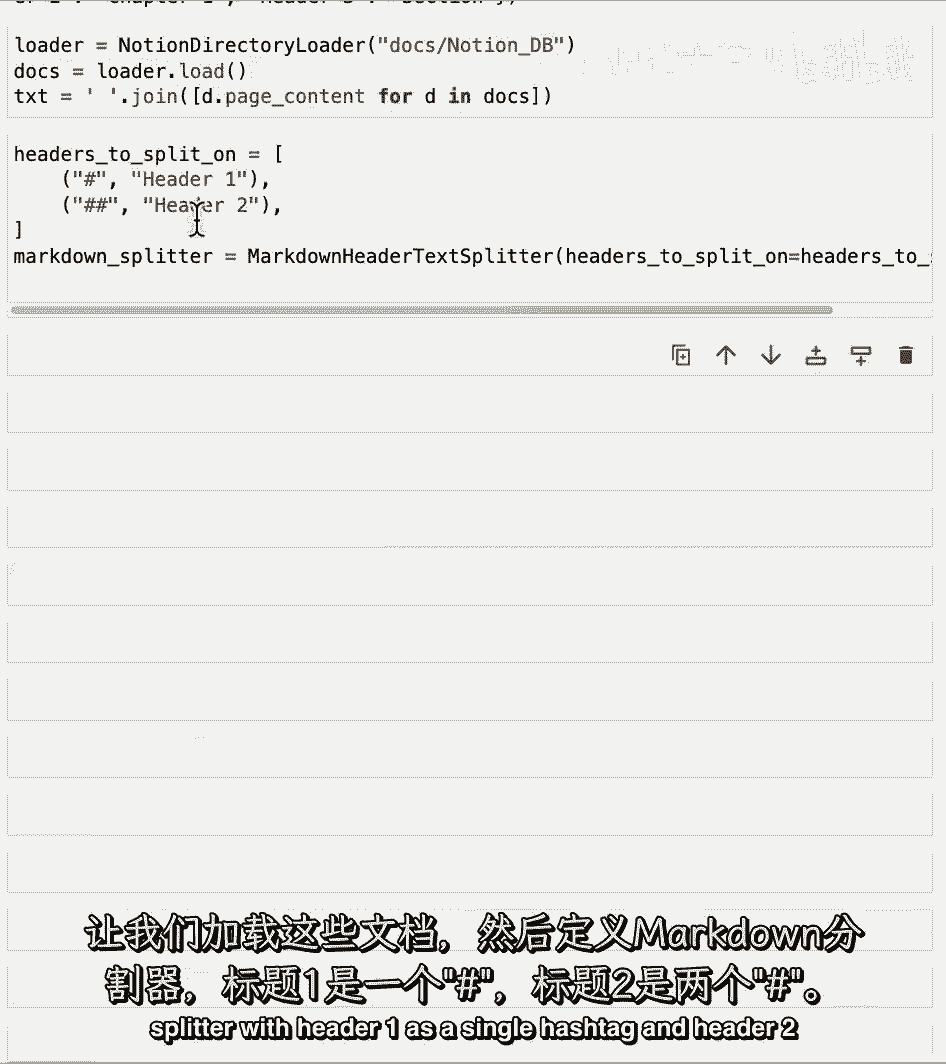 loader = NotionDirectoryLoader("docs/Notion_DB")
docs = loader.load()
txt = ' '.join([d.page_content for d in docs])
headers_to_split_on = [
    ("#", "Header 1"),
    ("##", "Header 2"),
]
markdown_splitter = MarkdownHeaderTextSplitter(headers_to_split_on=headers_to_
让我们加载这些文档，然后定义Markdown分
割器，标题1是一个"#"，标题2是两个"#"。
splitter with header 1 as a single hashtag and header 2